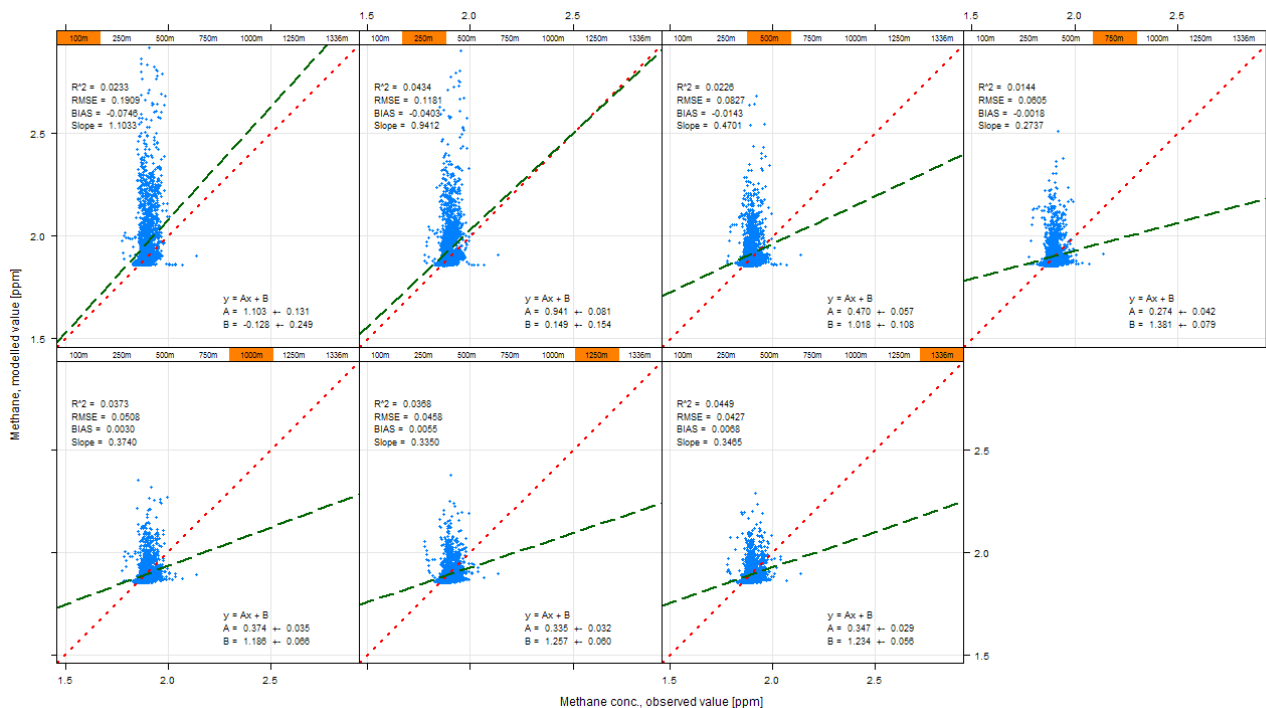 1.5 2.0 2.5 1.5 2.0 2.5
100m 250m 500m 750m 1000m 1250m 1336m
R^2 = 0.0233
RMSE = 0.1909
BIAS = -0.0746
Slope = 1.1033
y = Ax + B
A = 1.103 +- 0.131
B = -0.128 +- 0.249
100m 250m 500m 750m 1000m 1250m 1336m
R^2 = 0.0434
RMSE = 0.1181
BIAS = -0.0403
Slope = 0.9412
y = Ax + B
A = 0.941 +- 0.081
B = 0.149 +- 0.154
100m 250m 500m 750m 1000m 1250m 1336m
R^2 = 0.0226
RMSE = 0.0827
BIAS = -0.0143
Slope = 0.4701
y = Ax + B
A = 0.470 +- 0.057
B = 1.018 +- 0.108
100m 250m 500m 750m 1000m 1250m 1336m
R^2 = 0.0144
RMSE = 0.0605
BIAS = -0.0018
Slope = 0.2737
y = Ax + B
A = 0.274 +- 0.042
B = 1.381 +- 0.079
2.5
2.0
1.5
Methane, modelled value [ppm]
100m 250m 500m 750m 1000m 1250m 1336m
R^2 = 0.0373
RMSE = 0.0508
BIAS = 0.0030
Slope = 0.3740
y = Ax + B
A = 0.374 +- 0.035
B = 1.186 +- 0.066
100m 250m 500m 750m 1000m 1250m 1336m
R^2 = 0.0368
RMSE = 0.0458
BIAS = 0.0055
Slope = 0.3350
y = Ax + B
A = 0.335 +- 0.032
B = 1.257 +- 0.060
100m 250m 500m 750m 1000m 1250m 1336m
R^2 = 0.0449
RMSE = 0.0427
BIAS = 0.0068
Slope = 0.3465
y = Ax + B
A = 0.347 +- 0.029
B = 1.234 +- 0.056
2.5
2.0
1.5
1.5 2.0 2.5 1.5 2.0 2.5
Methane conc., observed value [ppm]